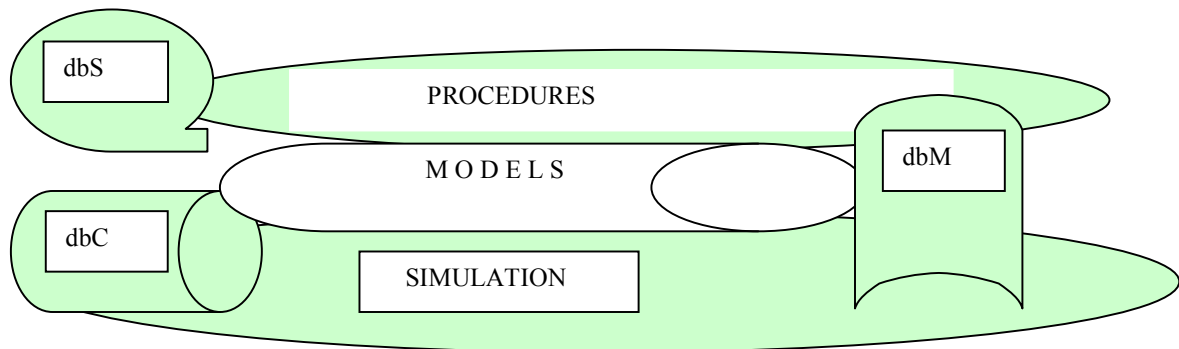 dbS
PROCEDURES
dbM
M O D E L S
dbC
SIMULATION